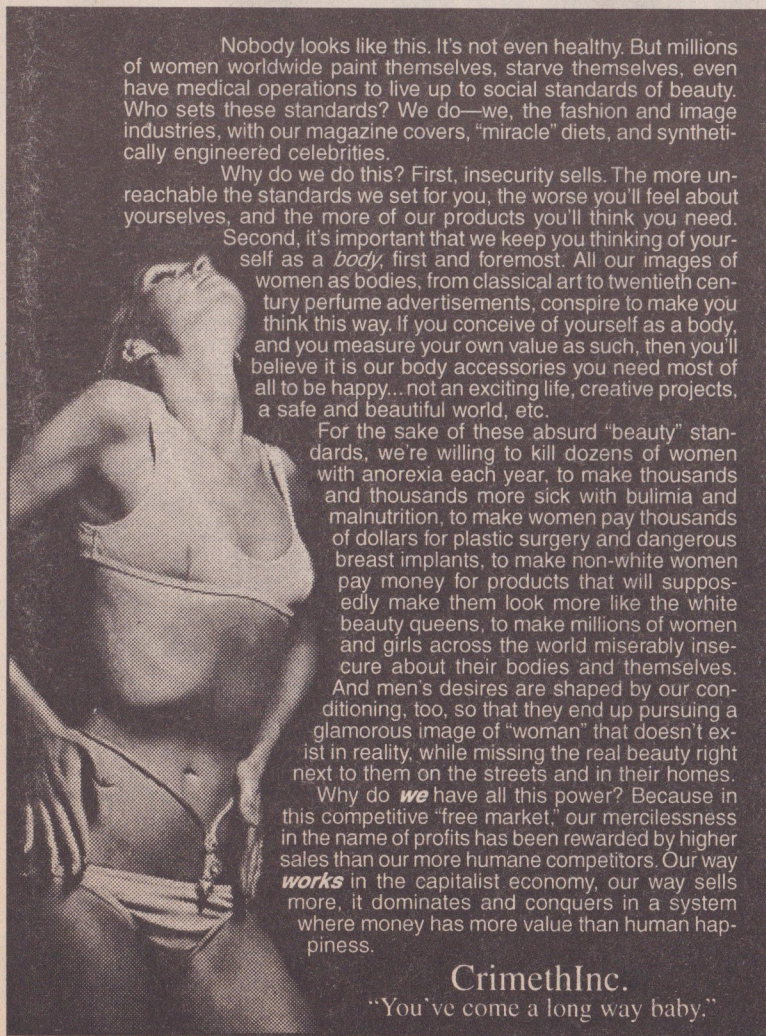 Nobody looks like this. It's not even healthy. But millions
of women worldwide paint themselves, starve themselves, even
have medical operations to live up to social standards of beauty.
Who sets these standards? We do—we, the fashion and image
industries, with our magazine covers, "miracle" diets, and syntheti-
cally engineered celebrities.
Why do we do this? First, insecurity sells. The more un-
reachable the standards we set for you, the worse you'll feel about
yourselves, and the more of our products you'll think you need.
Second, it's important that we keep you thinking of your-
self as a body, first and foremost. All our images of
women as bodies, from classical art to twentieth cen-
tury perfume advertisements, conspire to make you
think this way. If you conceive of yourself as a body,
and you measure your own value as such, then you'll
believe it is our body accessories you need most of
all to be happy...not an exciting life, creative projects,
a safe and beautiful world, etc.
For the sake of these absurd "beauty" stan-
dards, we're willing to kill dozens of women
with anorexia each year, to make thousands
and thousands more sick with bulimia and
malnutrition, to make women pay thousands
of dollars for plastic surgery and dangerous
breast implants, to make non-white women
pay money for products that will suppos-
edly make them look more like the white
beauty queens, to make millions of women
and girls across the world miserably inse-
cure about their bodies and themselves.
And men's desires are shaped by our con-
ditioning, too, so that they end up pursuing a
glamorous image of "woman" that doesn't ex-
ist in reality, while missing the real beauty right
next to them on the streets and in their homes.
Why do we have all this power? Because in
this competitive "free market," our mercilessness
in the name of profits has been rewarded by higher
sales than our more humane competitors. Our way
works in the capitalist economy, our way sells
more, it dominates and conquers in a system
where money has more value than human hap-
piness.
CrimethInc.
"You've come a long way baby."